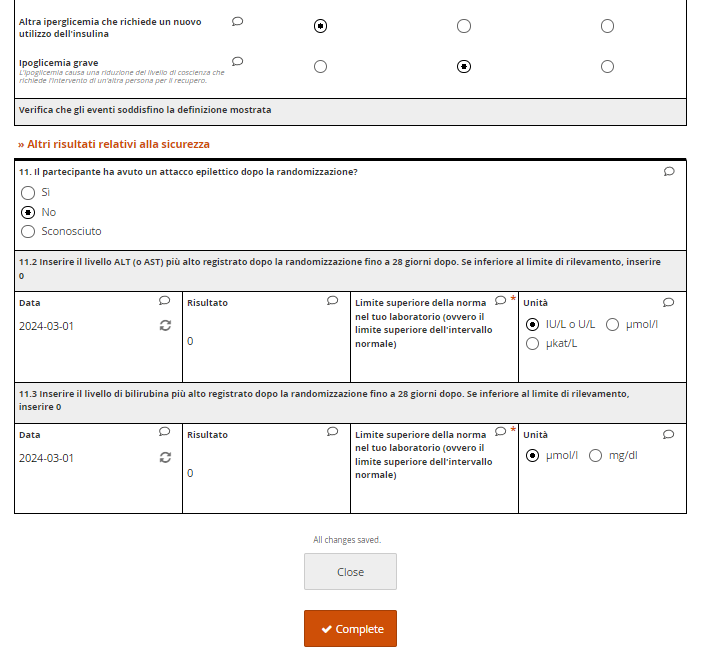 Altra iperglicemia che richiede un nuovo
utilizzo dell'insulina
Ipoglicemia grave
L'ipoglicemia causa una riduzione del livello di coscienza che
richiede l'intervento di un'altra persona per il recupero.
Verifica che gli eventi soddisfino la definizione mostrata
» Altri risultati relativi alla sicurezza
11. Il partecipante ha avuto un attacco epilettico dopo la randomizzazione?
Sì
No
Sconosciuto
11.2 Inserire il livello ALT (o AST) più alto registrato dopo la randomizzazione fino a 28 giorni dopo. Se inferiore al limite di rilevamento, inserire
0
Data
2024-03-01
Risultato
0
Limite superiore della norma *
nel tuo laboratorio (ovvero il
limite superiore dell'intervallo
normale)
Unità
IU/L o U/L
µmol/l
µkat/L
11.3 Inserire il livello di bilirubina più alto registrato dopo la randomizzazione fino a 28 giorni dopo. Se inferiore al limite di rilevamento,
inserire 0
Data
2024-03-01
Risultato
0
Limite superiore della norma *
nel tuo laboratorio (ovvero il
limite superiore dell'intervallo
normale)
Unità
µmol/l
mg/dl
All changes saved.
Close
Complete